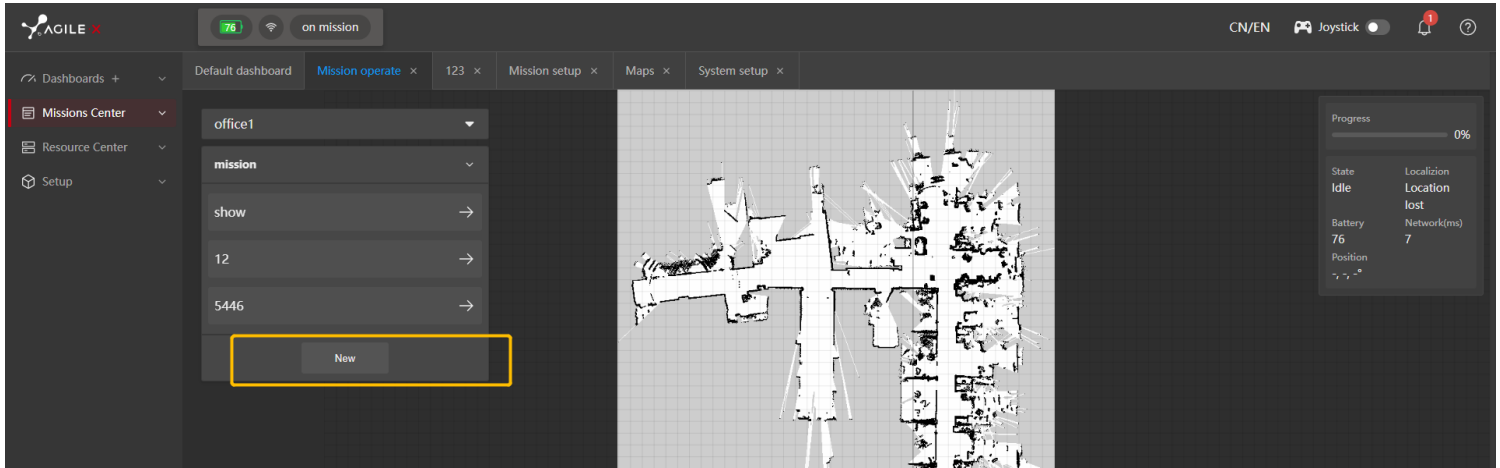 AGILE X
76 on mission
CN/EN Joystick 1
Dashboards +
Missions Center
Resource Center
Setup
Default dashboard Mission operate × 123 × Mission setup × Maps × System setup ×
office1
mission
show
12
5446
New
Progress
0%
State Localizion
Idle Location
lost
Battery Network(ms)
76 7
Position
-, -, -°